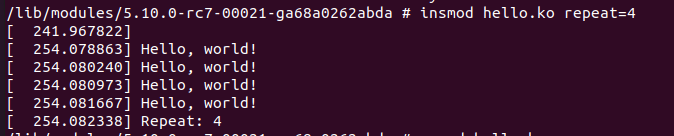 /lib/modules/5.10.0-rc7-00021-ga68a0262abda # insmod hello.ko repeat=4
[  241.967822]
[  254.078863] Hello, world!
[  254.080240] Hello, world!
[  254.080973] Hello, world!
[  254.081667] Hello, world!
[  254.082338] Repeat: 4